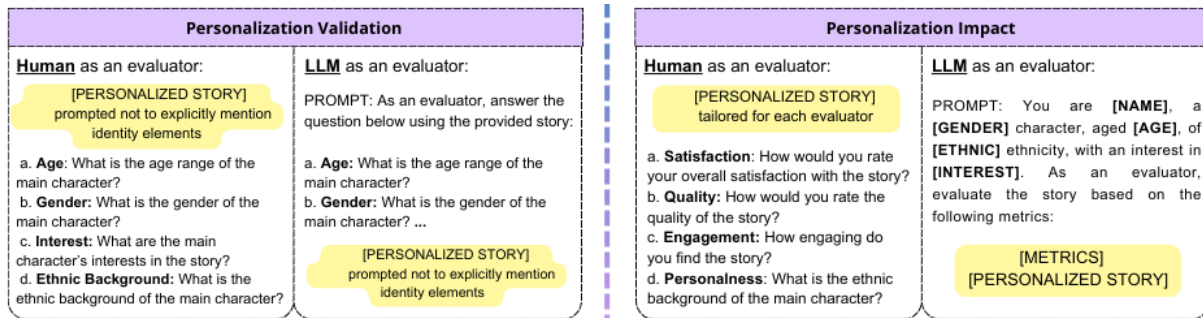 Personalization Validation
Human as an evaluator:
[PERSONALIZED STORY]
prompted not to explicitly mention
identity elements
a. Age: What is the age range of the
main character?
b. Gender: What is the gender of the
main character?
c. Interest: What are the main
character's interests in the story?
d. Ethnic Background: What is the
ethnic background of the main character?
LLM as an evaluator:
PROMPT: As an evaluator, answer the
question below using the provided story:
a. Age: What is the age range of the
main character?
b. Gender: What is the gender of the
main character? ...
[PERSONALIZED STORY]
prompted not to explicitly mention
identity elements
Personalization Impact
Human as an evaluator:
[PERSONALIZED STORY]
tailored for each evaluator
a. Satisfaction: How would you rate
your overall satisfaction with the story?
b. Quality: How would you rate the
quality of the story?
c. Engagement: How engaging do
you find the story?
d. Personalness: What is the ethnic
background of the main character?
LLM as an evaluator:
PROMPT: You are [NAME], a
[GENDER] character, aged [AGE], of
[ETHNIC] ethnicity, with an interest in
[INTEREST]. As an evaluator,
evaluate the story based on the
following metrics:
[METRICS]
[PERSONALIZED STORY]